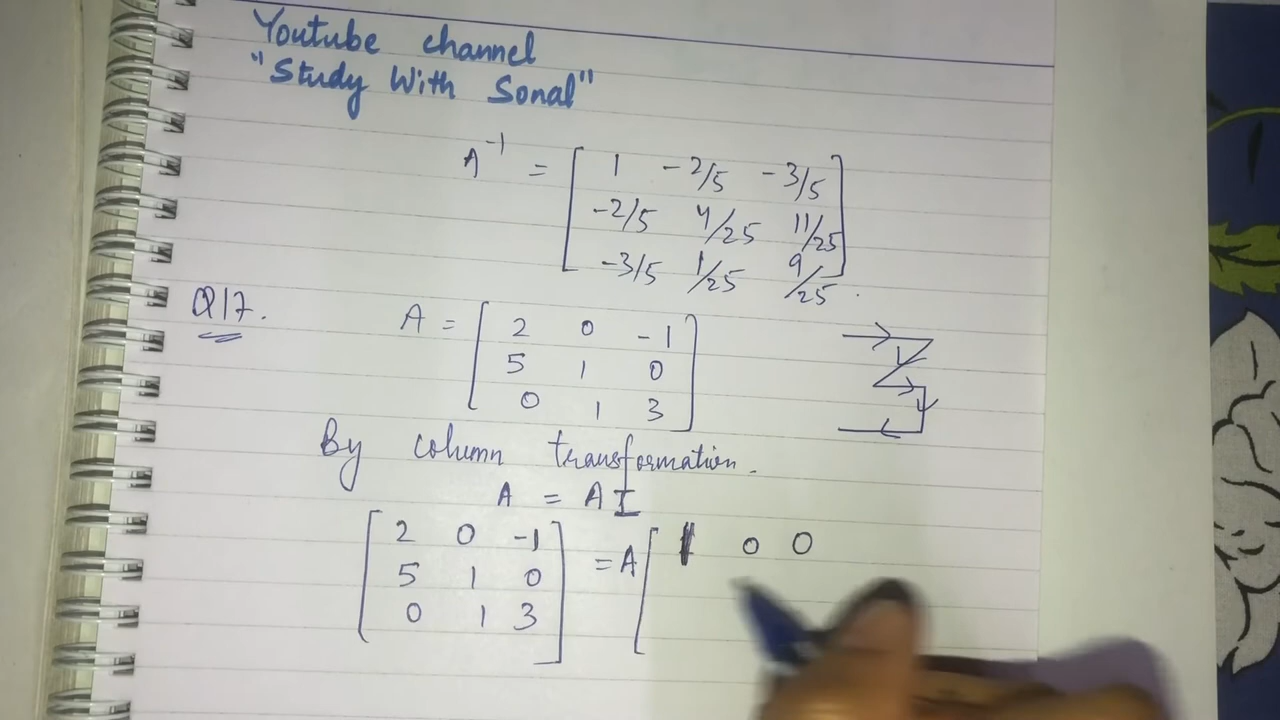 Youtube channel
"Study With Sonal"
A⁻¹ = [ 1 -2/5 -3/5
-2/5 4/25 11/25
-3/5 1/25 9/25 ] .
Q17. A = [ 2 0 -1
5 1 0
0 1 3 ]
By column transformation.
A = AI
[ 2 0 -1 ] = A [ 1 0 0
5 1 0
0 1 3